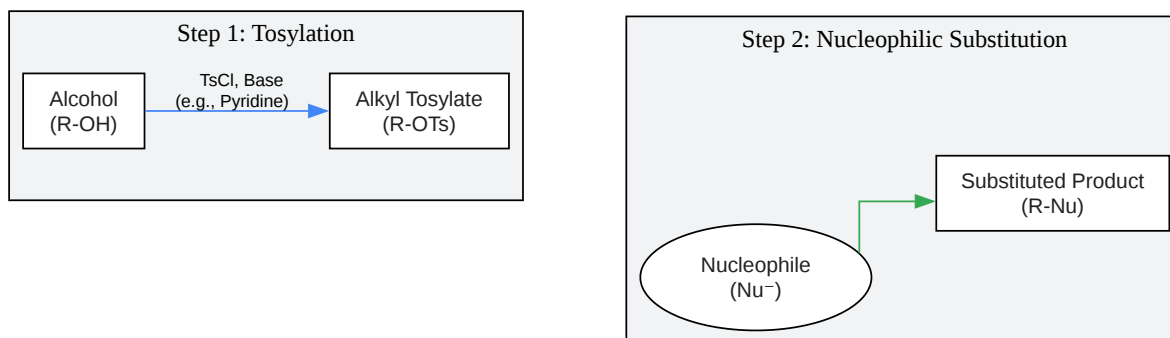 Step 1: Tosylation
TsCl, Base
(e.g., Pyridine)
Alcohol
(R-OH)
Alkyl Tosylate
(R-OTs)
Step 2: Nucleophilic Substitution
Substituted Product
(R-Nu)
Nucleophile
(Nu⁻)